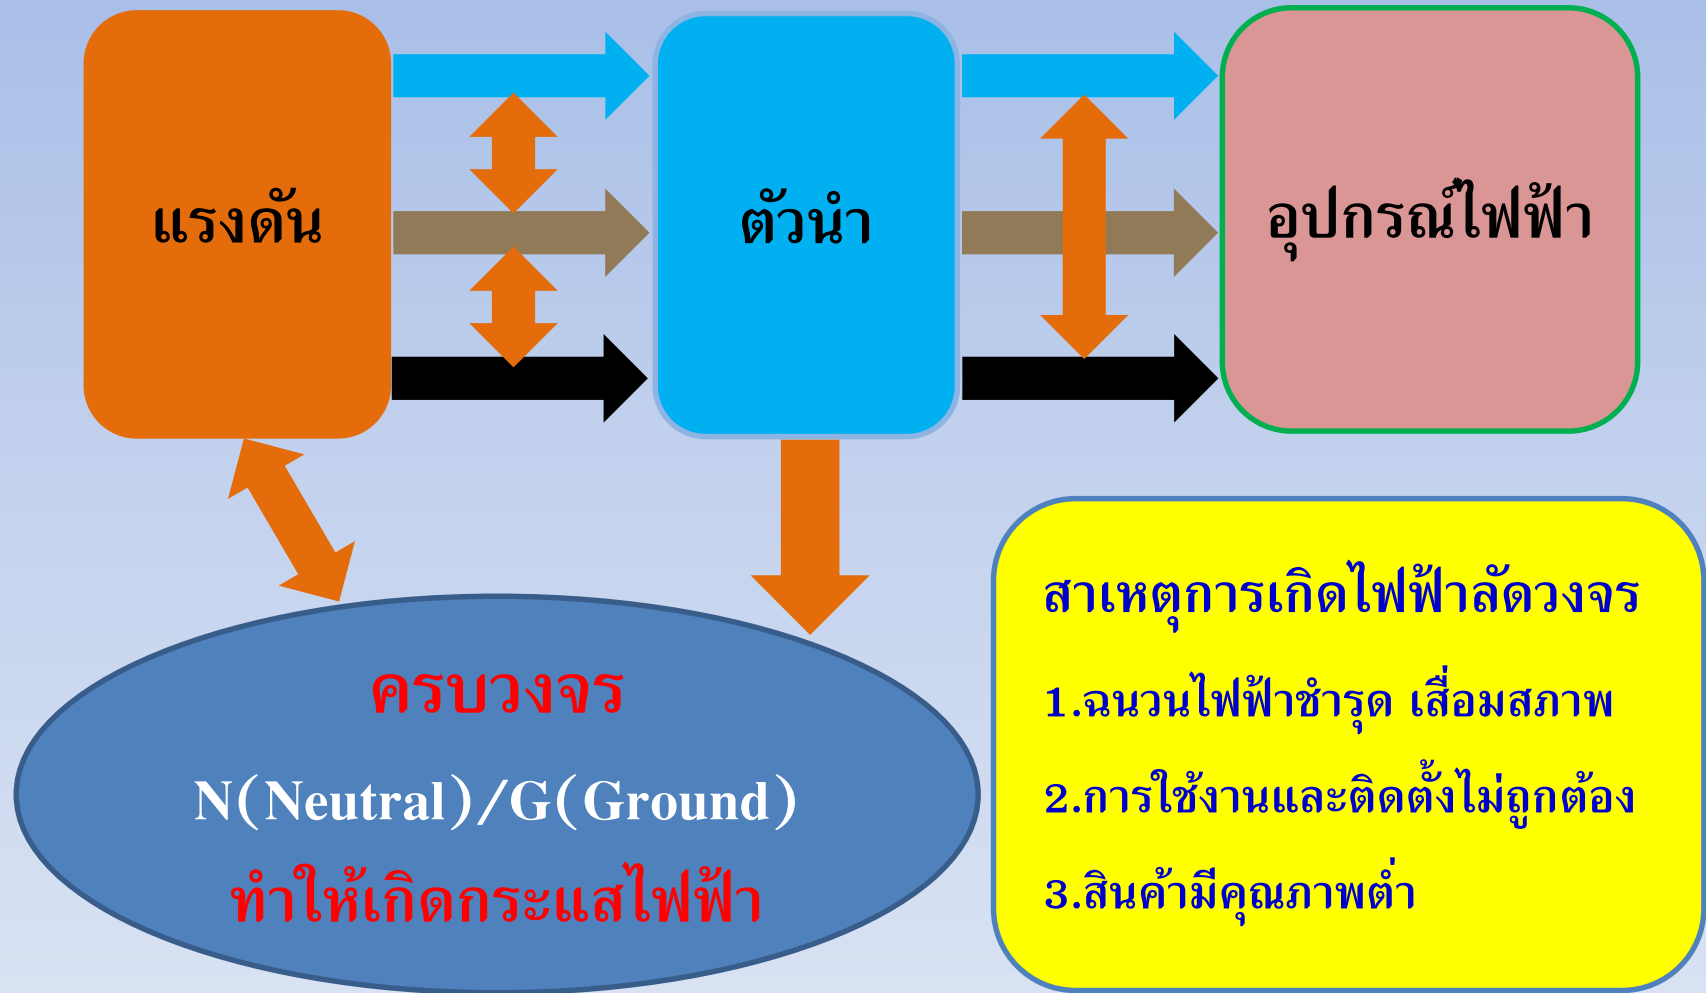 แรงดัน
ตัวนำ
อุปกรณ์ไฟฟ้า
ครบวงจร
N(Neutral)/G(Ground)
ทำให้เกิดกระแสไฟฟ้า
สาเหตุการเกิดไฟฟ้าลัดวงจร
1.ฉนวนไฟฟ้าชำรุด เสื่อมสภาพ
2.การใช้งานและติดตั้งไม่ถูกต้อง
3.สินค้ามีคุณภาพต่ำ